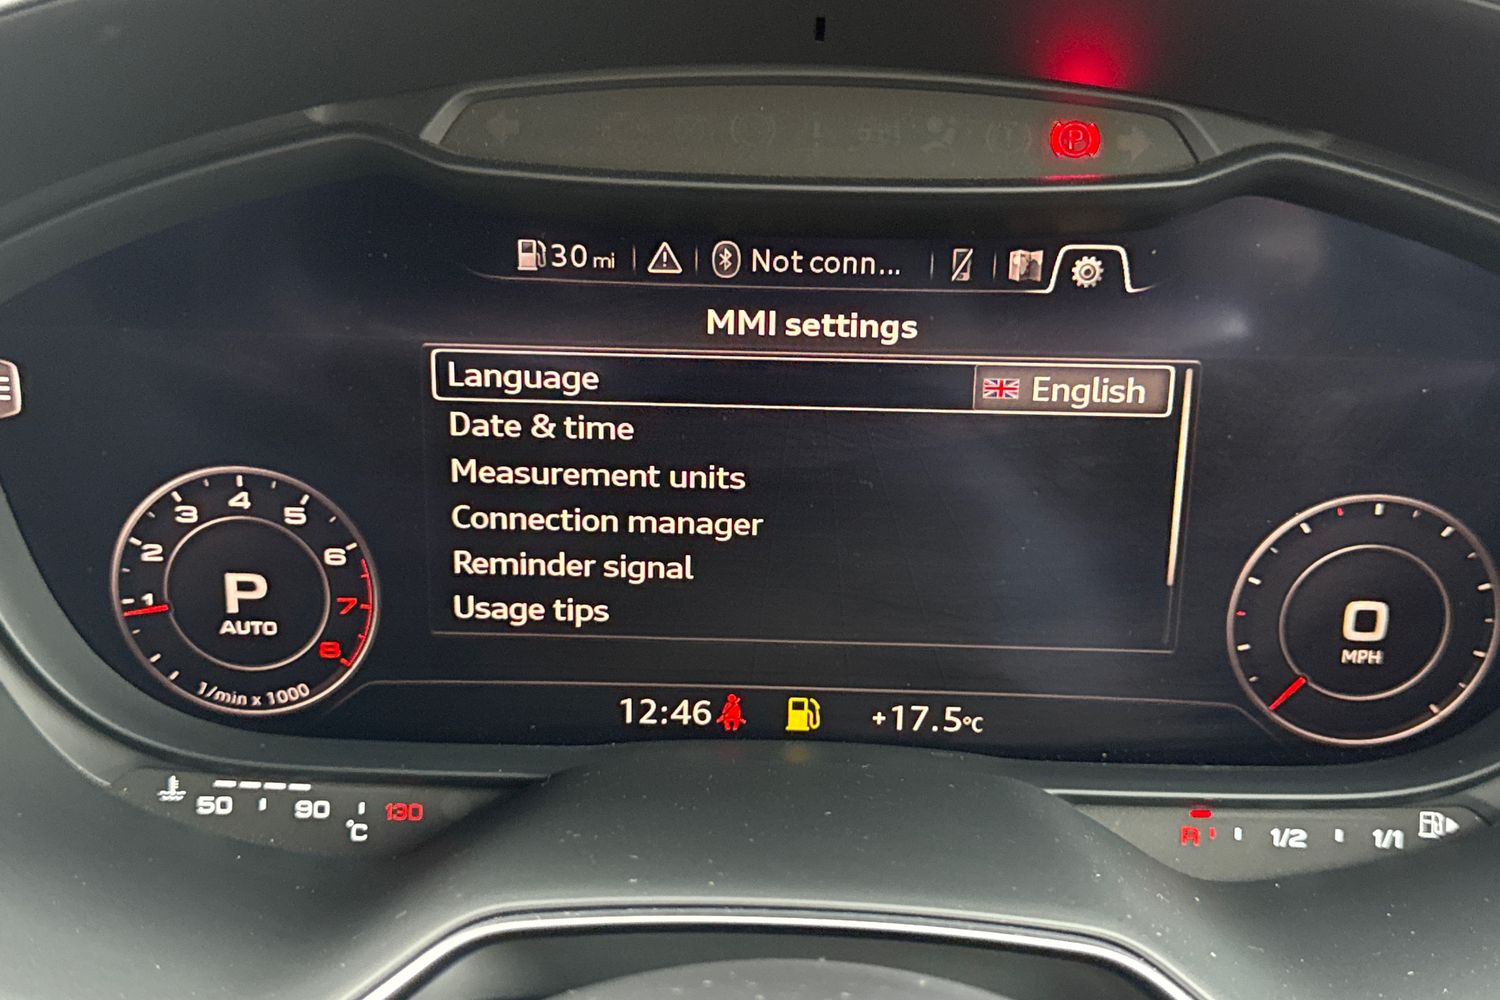 P
30 mi
Not conn...
MMI settings
Language English
Date & time
Measurement units
Connection manager
Reminder signal
Usage tips
1 2 3 4 5 6 7 8
P
AUTO
1/min x 1000
0
MPH
12:46
+17.5°C
50 90 130
°C
R 1/2 1/1